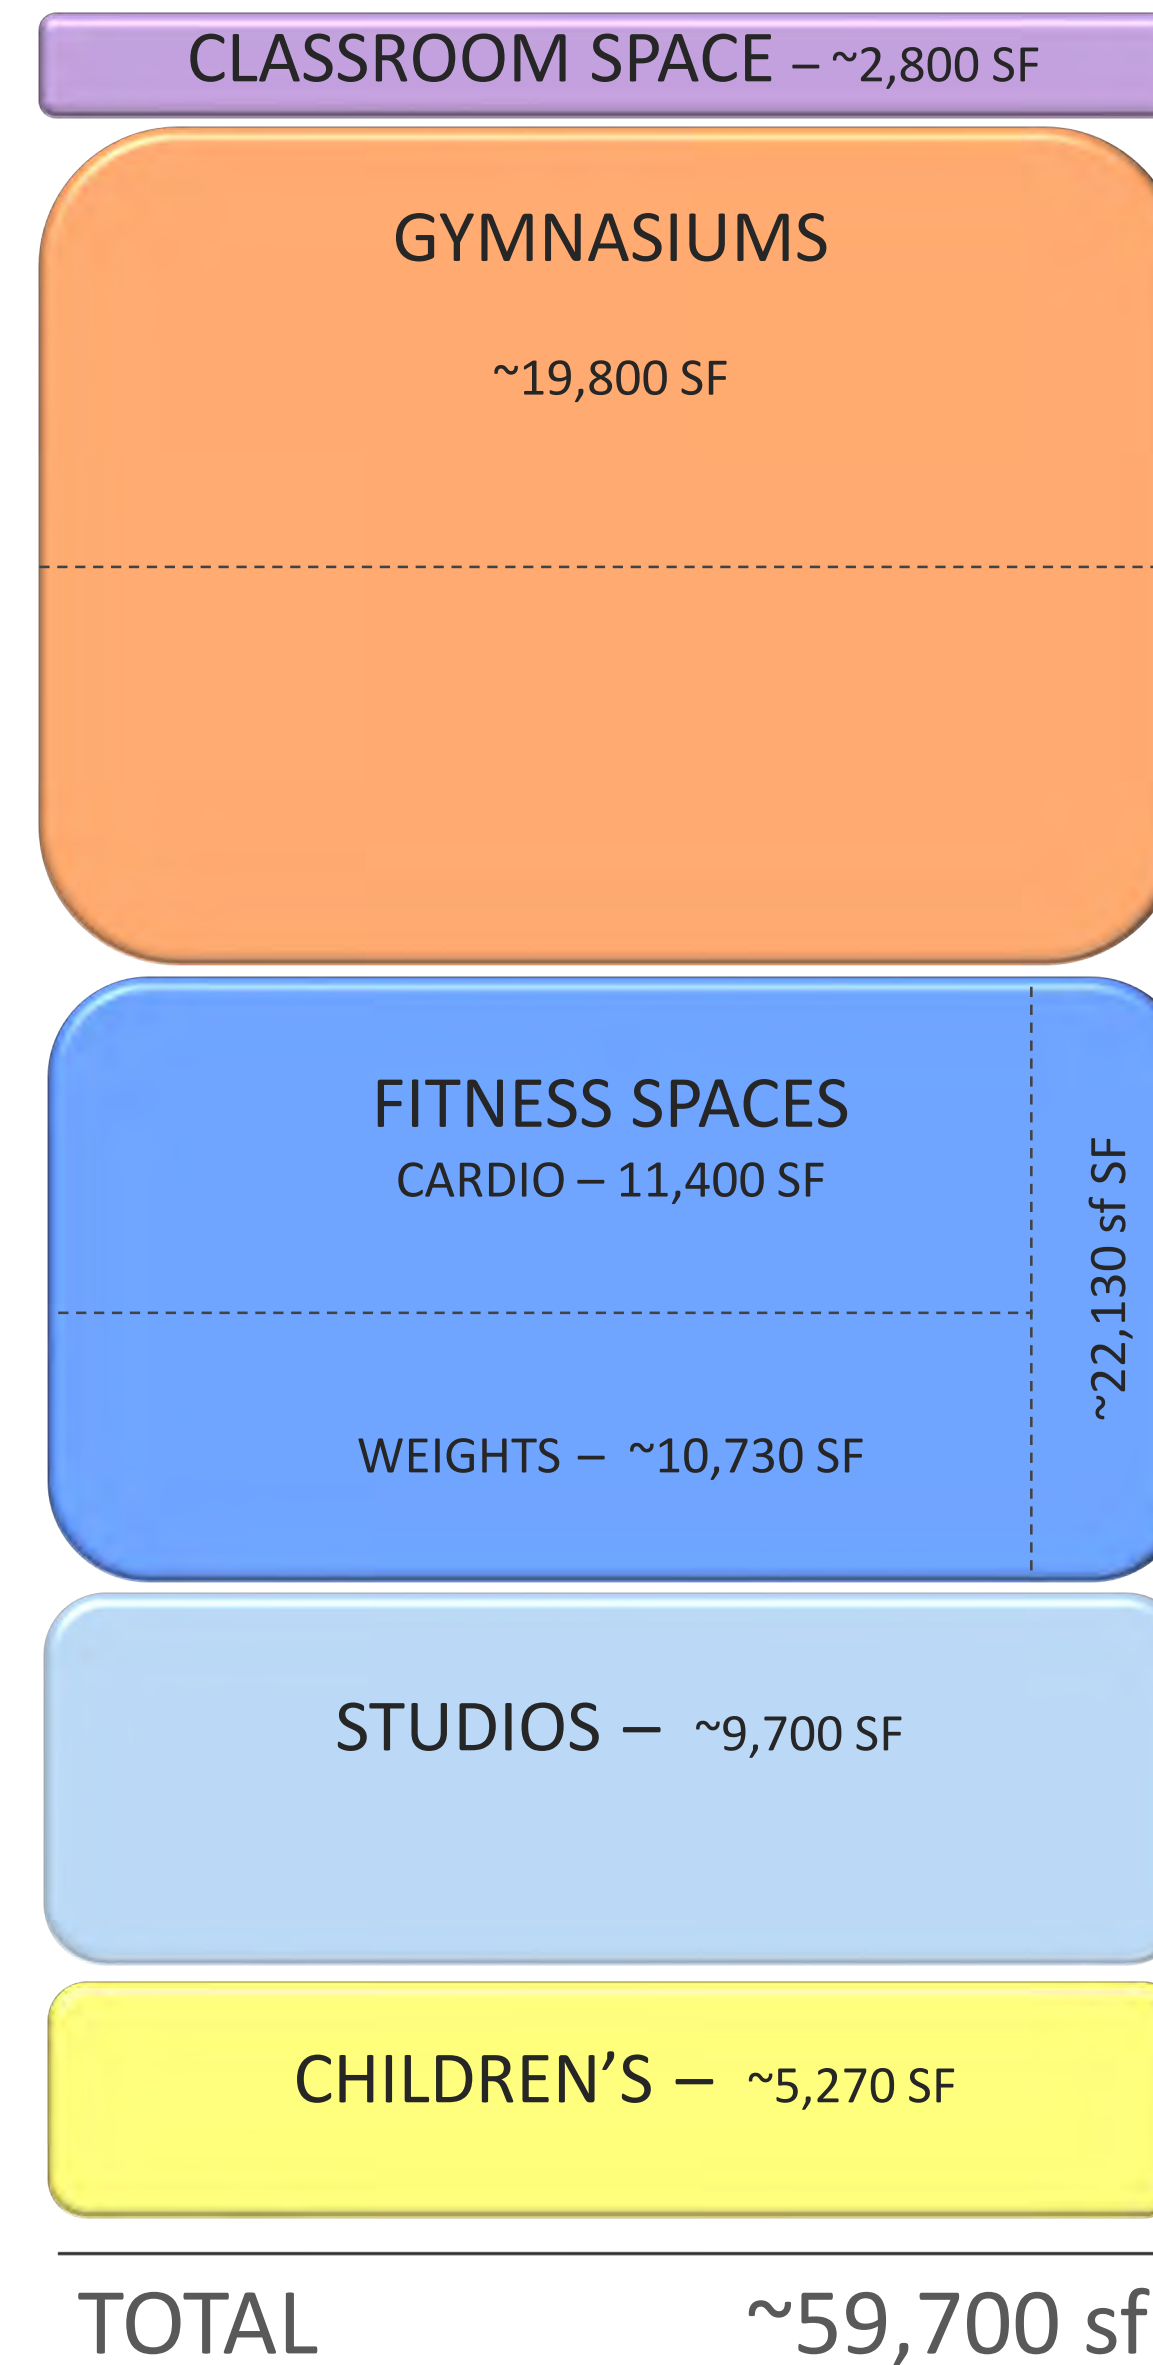 CLASSROOM SPACE – ~2,800 SF
GYMNASIUMS
~19,800 SF
FITNESS SPACES
CARDIO – 11,400 SF
~22,130 sf SF
WEIGHTS – ~10,730 SF
STUDIOS – ~9,700 SF
CHILDREN’S – ~5,270 SF
TOTAL ~59,700 sf